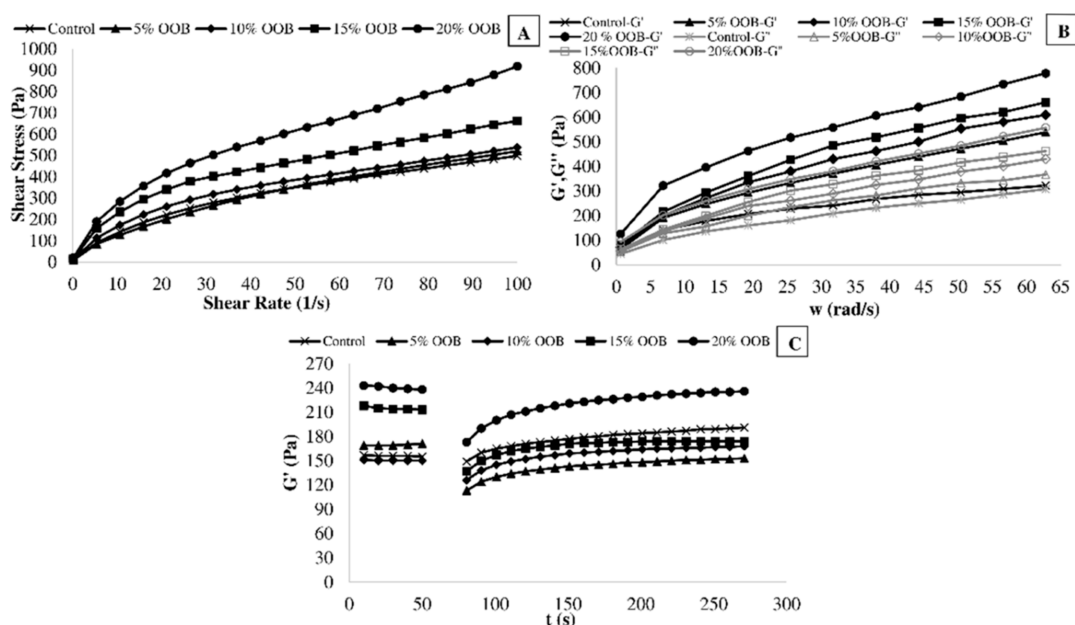 Control 5% OOB 10% OOB 15% OOB 20% OOB
A
1000
900
800
700
600
500
400
300
200
100
0
Shear Stress (Pa)
0 10 20 30 40 50 60 70 80 90 100
Shear Rate (1/s)
Control-G' 5% OOB-G' 10% OOB-G' 15% OOB-G'
20 % OOB-G' Control-G'' 5%OOB-G'' 10%OOB-G''
15%OOB-G'' 20%OOB-G''
B
800
700
600
500
400
300
200
100
0
G',G'' (Pa)
0 5 10 15 20 25 30 35 40 45 50 55 60 65
w (rad/s)
Control 5% OOB 10% OOB 15% OOB 20% OOB
C
270
240
210
180
150
120
90
60
30
0
G' (Pa)
0 50 100 150 200 250 300
t (s)